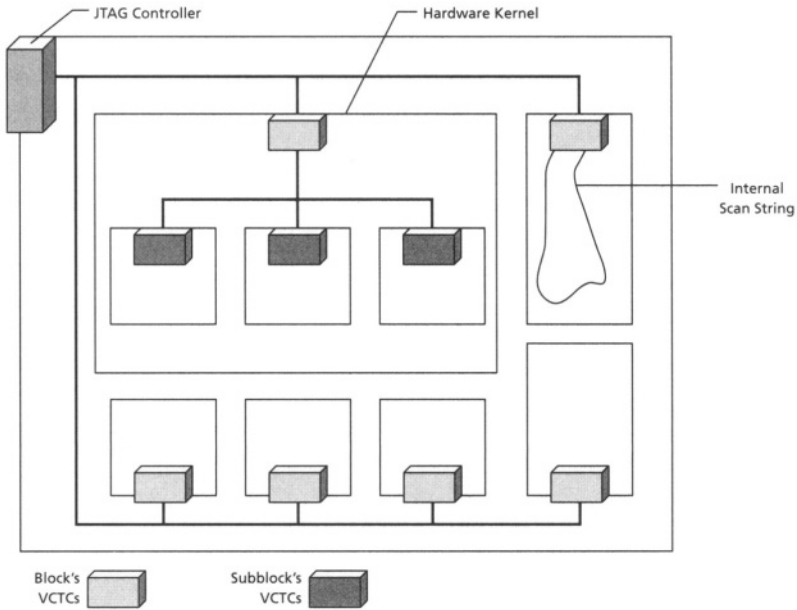 JTAG Controller
Hardware Kernel
Internal
Scan String
Block's
VCTCs
Subblock's
VCTCs